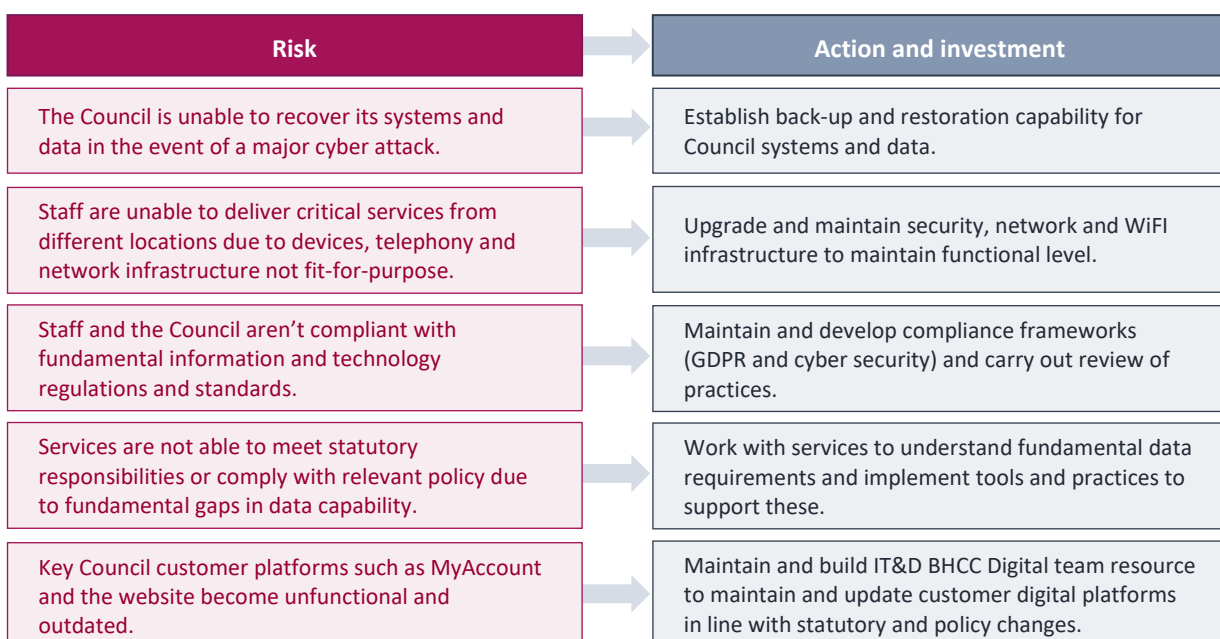 Risk
Action and investment
The Council is unable to recover its systems and
data in the event of a major cyber attack.
Establish back-up and restoration capability for
Council systems and data.
Staff are unable to deliver critical services from
different locations due to devices, telephony and
network infrastructure not fit-for-purpose.
Upgrade and maintain security, network and WiFI
infrastructure to maintain functional level.
Staff and the Council aren’t compliant with
fundamental information and technology
regulations and standards.
Maintain and develop compliance frameworks
(GDPR and cyber security) and carry out review of
practices.
Services are not able to meet statutory
responsibilities or comply with relevant policy due
to fundamental gaps in data capability.
Work with services to understand fundamental data
requirements and implement tools and practices to
support these.
Key Council customer platforms such as MyAccount
and the website become unfunctional and
outdated.
Maintain and build IT&D BHCC Digital team resource
to maintain and update customer digital platforms
in line with statutory and policy changes.